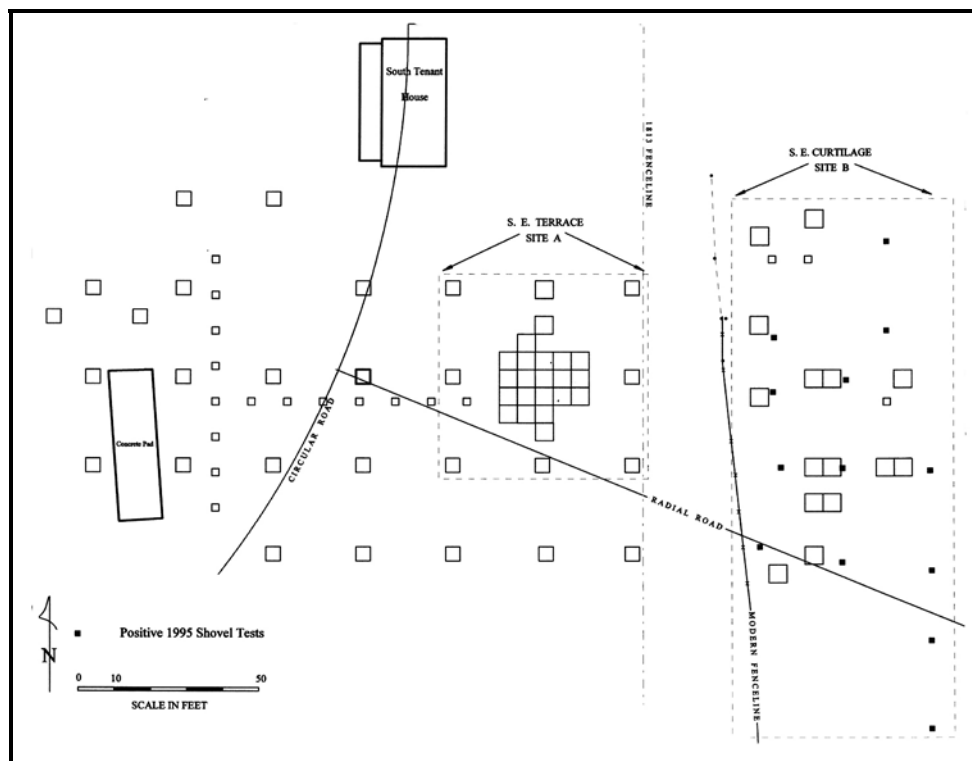 South Tenant
House
1813 FENCELINE
S. E. CURTILAGE
SITE B
S. E. TERRACE
SITE A
Concrete Pad
CIRCULAR ROAD
RADIAL ROAD
MODERN FENCELINE
N
Positive 1995 Shovel Tests
0 10 50
SCALE IN FEET